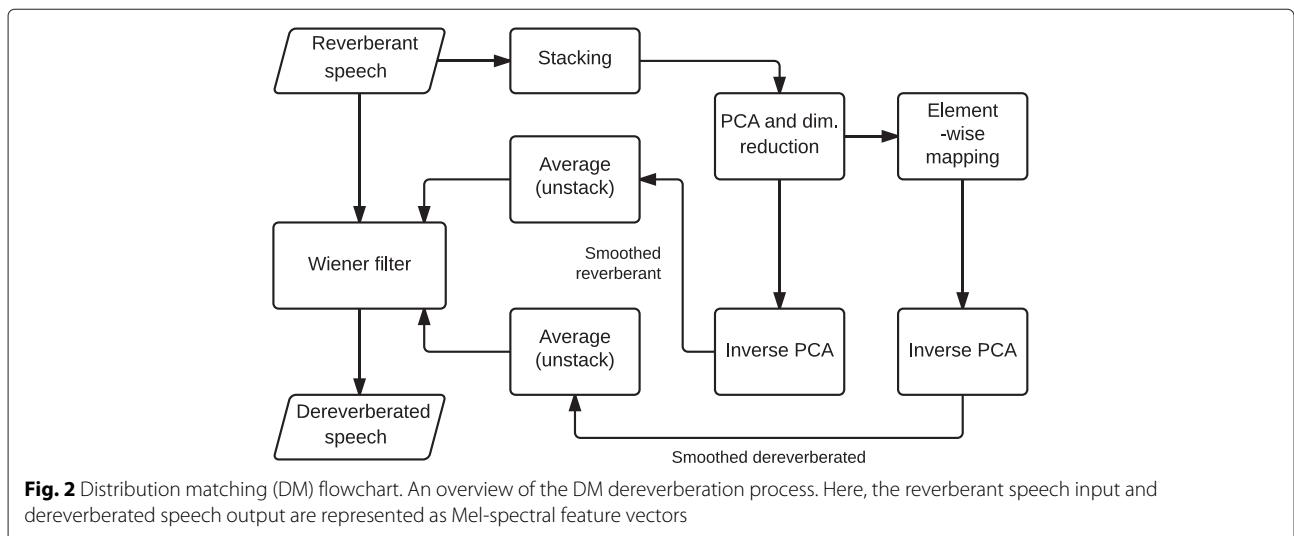 Reverberant
speech
Stacking
PCA and dim.
reduction
Element
-wise
mapping
Average
(unstack)
Wiener filter
Smoothed
reverberant
Average
(unstack)
Inverse PCA
Inverse PCA
Dereverberated
speech
Smoothed dereverberated
Fig. 2 Distribution matching (DM) flowchart. An overview of the DM dereverberation process. Here, the reverberant speech input and
dereverberated speech output are represented as Mel-spectral feature vectors